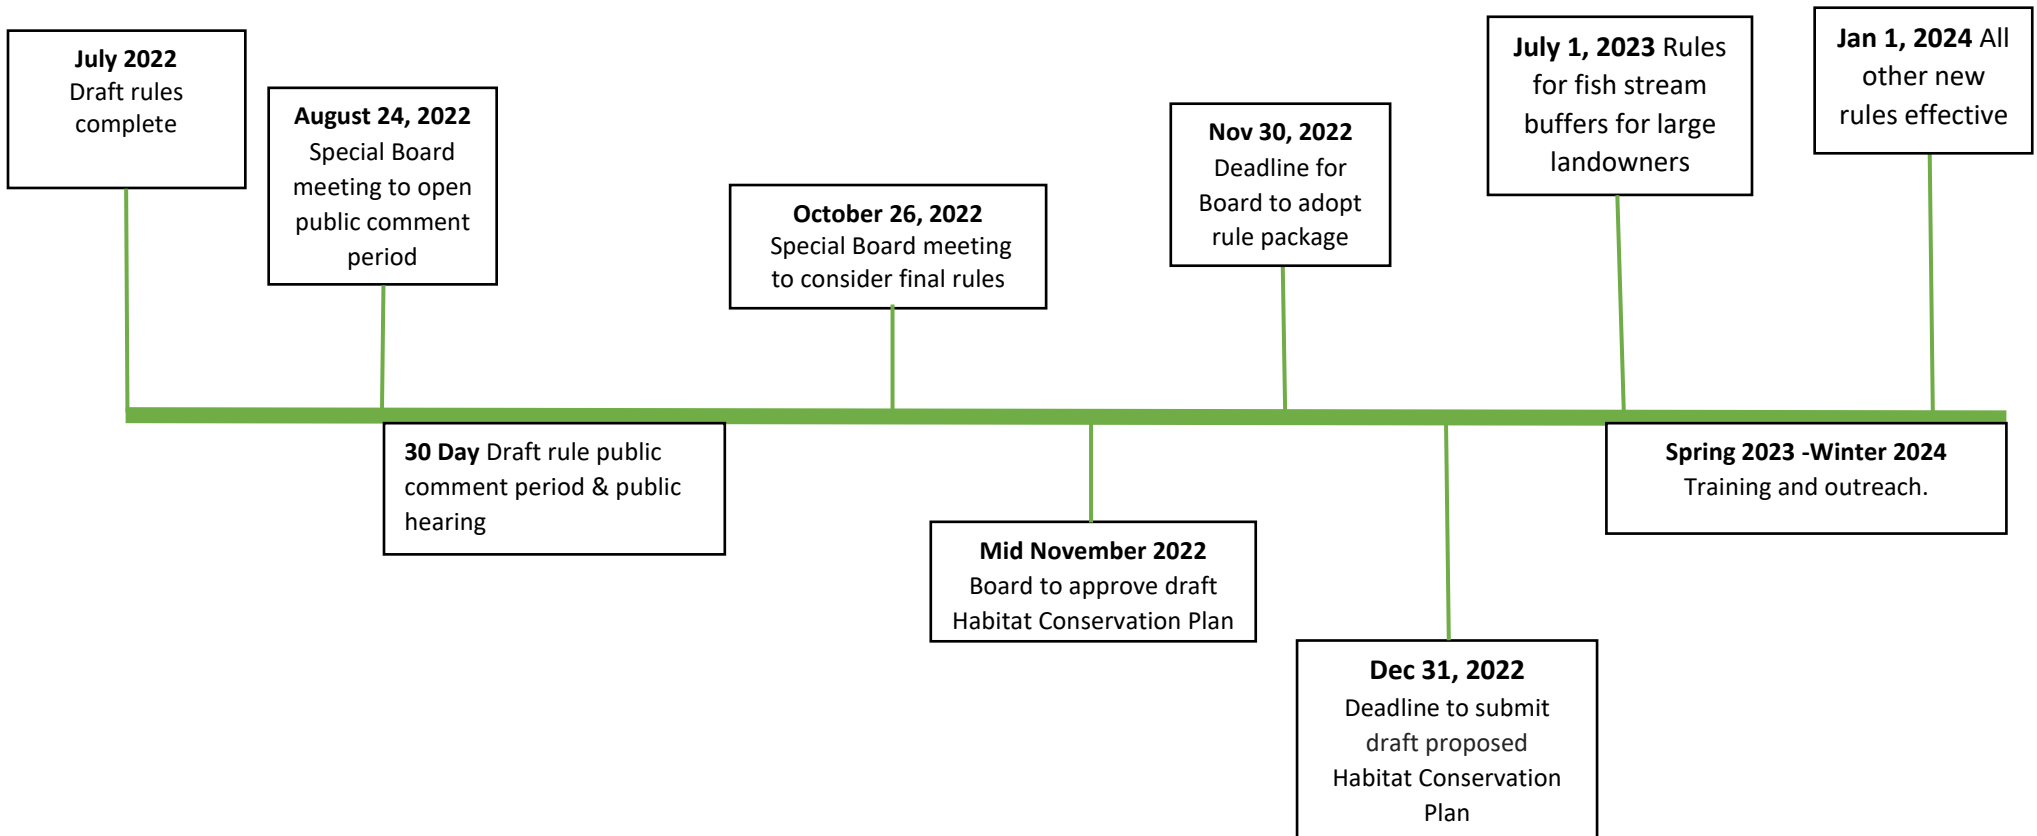 July 2022
Draft rules
complete
August 24, 2022
Special Board
meeting to open
public comment
period
30 Day Draft rule public
comment period & public
hearing
October 26, 2022
Special Board meeting
to consider final rules
Mid November 2022
Board to approve draft
Habitat Conservation Plan
Nov 30, 2022
Deadline for
Board to adopt
rule package
Dec 31, 2022
Deadline to submit
draft proposed
Habitat Conservation
Plan
July 1, 2023 Rules
for fish stream
buffers for large
landowners
Spring 2023 -Winter 2024
Training and outreach.
Jan 1, 2024 All
other new
rules effective